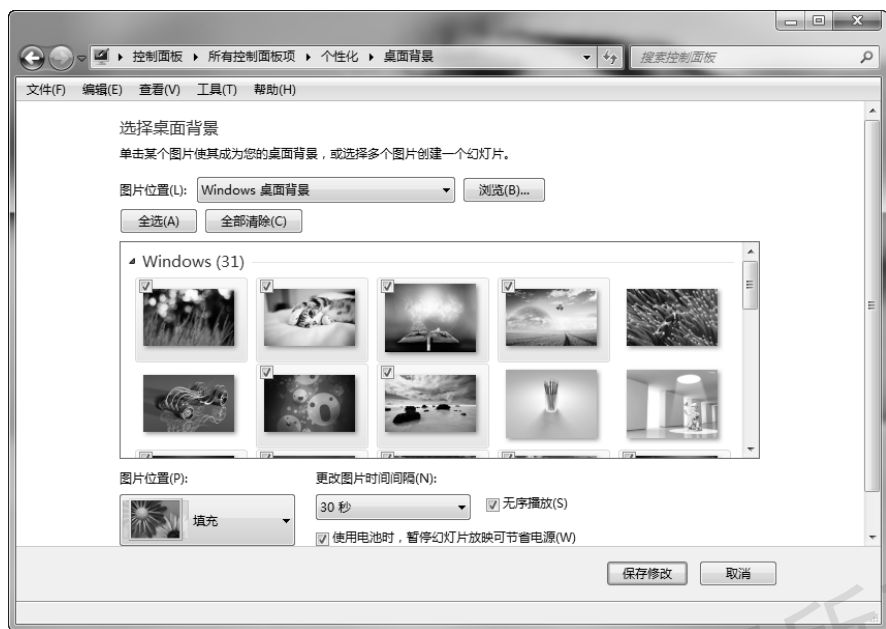 控制面板 ▸ 所有控制面板项 ▸ 个性化 ▸ 桌面背景
搜索控制面板
文件(F) 编辑(E) 查看(V) 工具(T) 帮助(H)
选择桌面背景
单击某个图片使其成为您的桌面背景，或选择多个图片创建一个幻灯片。
图片位置(L): Windows 桌面背景 浏览(B)...
全选(A) 全部清除(C)
Windows (31)
图片位置(P): 更改图片时间间隔(N):
填充 30 秒 无序播放(S)
使用电池时，暂停幻灯片放映可节省电源(W)
保存修改 取消